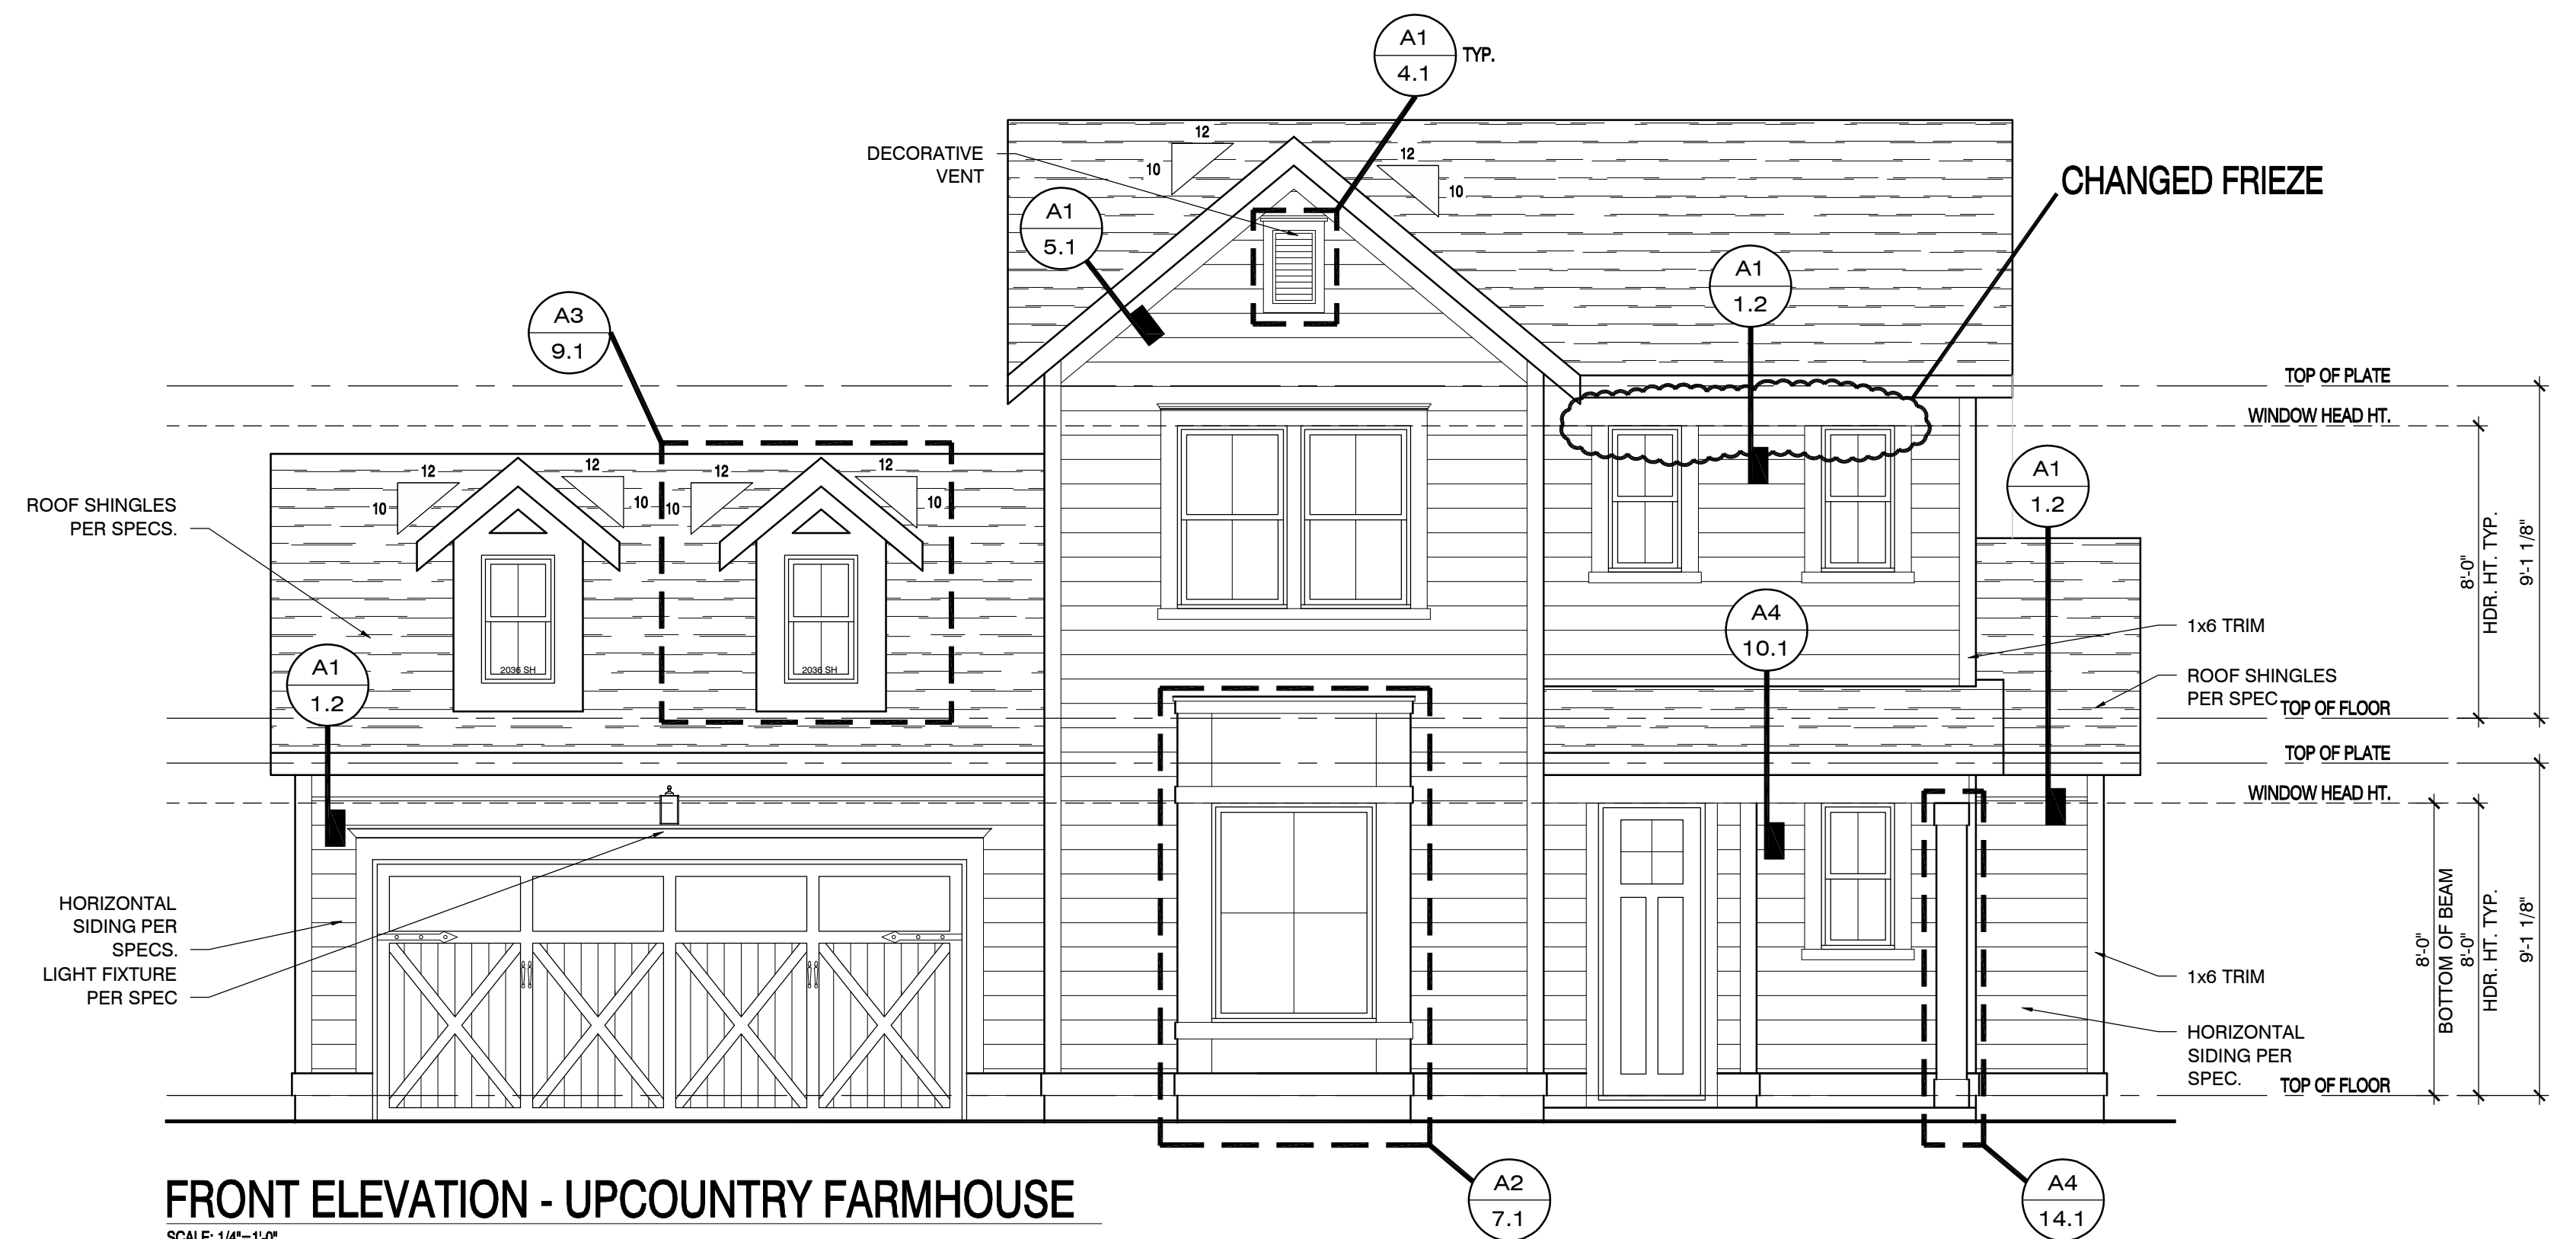 A1
4.1
TYP.
12
10
12
10
DECORATIVE
VENT
CHANGED FRIEZE
A1
5.1
A1
1.2
A3
9.1
TOP OF PLATE
WINDOW HEAD HT.
12
10
12
10
12
10
12
10
A1
1.2
ROOF SHINGLES
PER SPECS.
8'-0"
HDR. HT. TYP.
9'-1 1/8"
A4
10.1
1x6 TRIM
2036 SH
2036 SH
A1
1.2
ROOF SHINGLES
PER SPEC
TOP OF FLOOR
TOP OF PLATE
WINDOW HEAD HT.
HORIZONTAL
SIDING PER
SPECS.
LIGHT FIXTURE
PER SPEC
8'-0"
BOTTOM OF BEAM
8'-0"
HDR. HT. TYP.
9'-1 1/8"
1x6 TRIM
HORIZONTAL
SIDING PER
SPEC.
TOP OF FLOOR
A2
7.1
A4
14.1
FRONT ELEVATION - UPCOUNTRY FARMHOUSE
SCALE: 1/4"=1'-0"